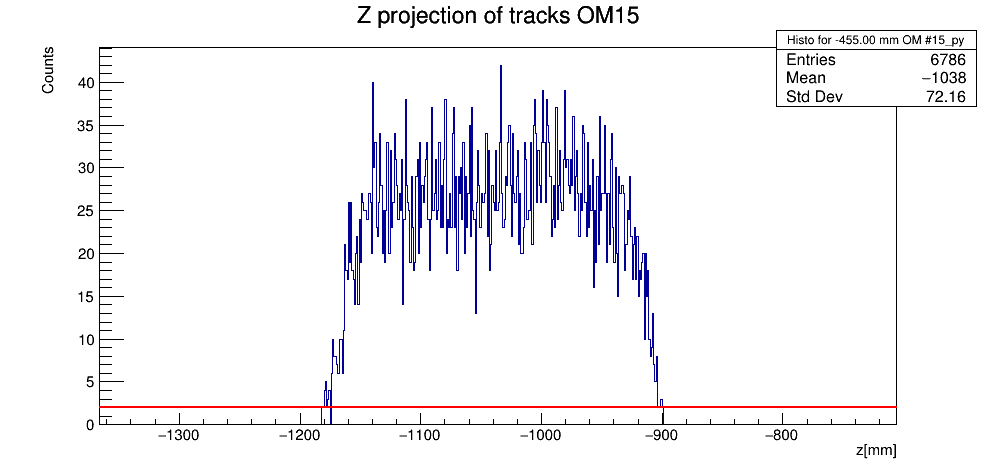 Z projection of tracks OM15
Histo for -455.00 mm OM #15_py
Entries 6786
Mean −1038
Std Dev 72.16
Counts
40
35
30
25
20
15
10
5
0
−1300 −1200 −1100 −1000 −900 −800
z[mm]